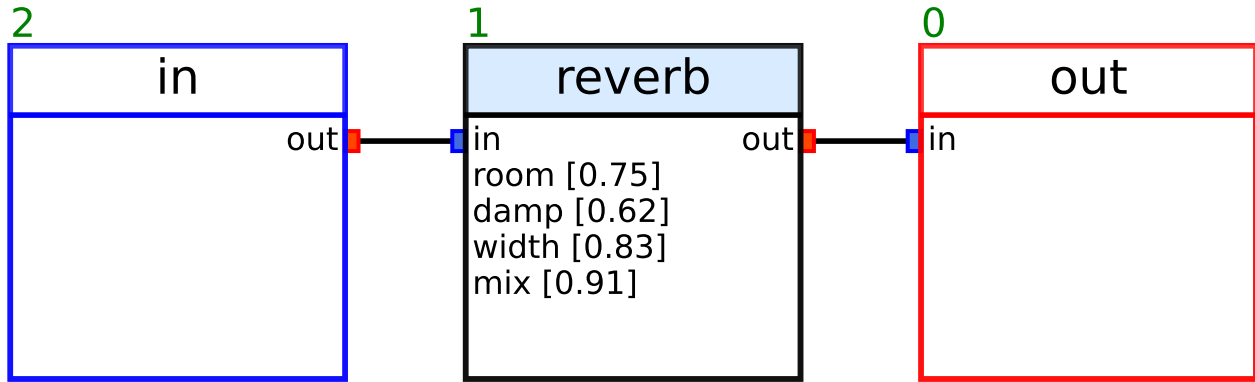 2
in
out
1
reverb
in
out
room [0.75]
damp [0.62]
width [0.83]
mix [0.91]
0
out
in